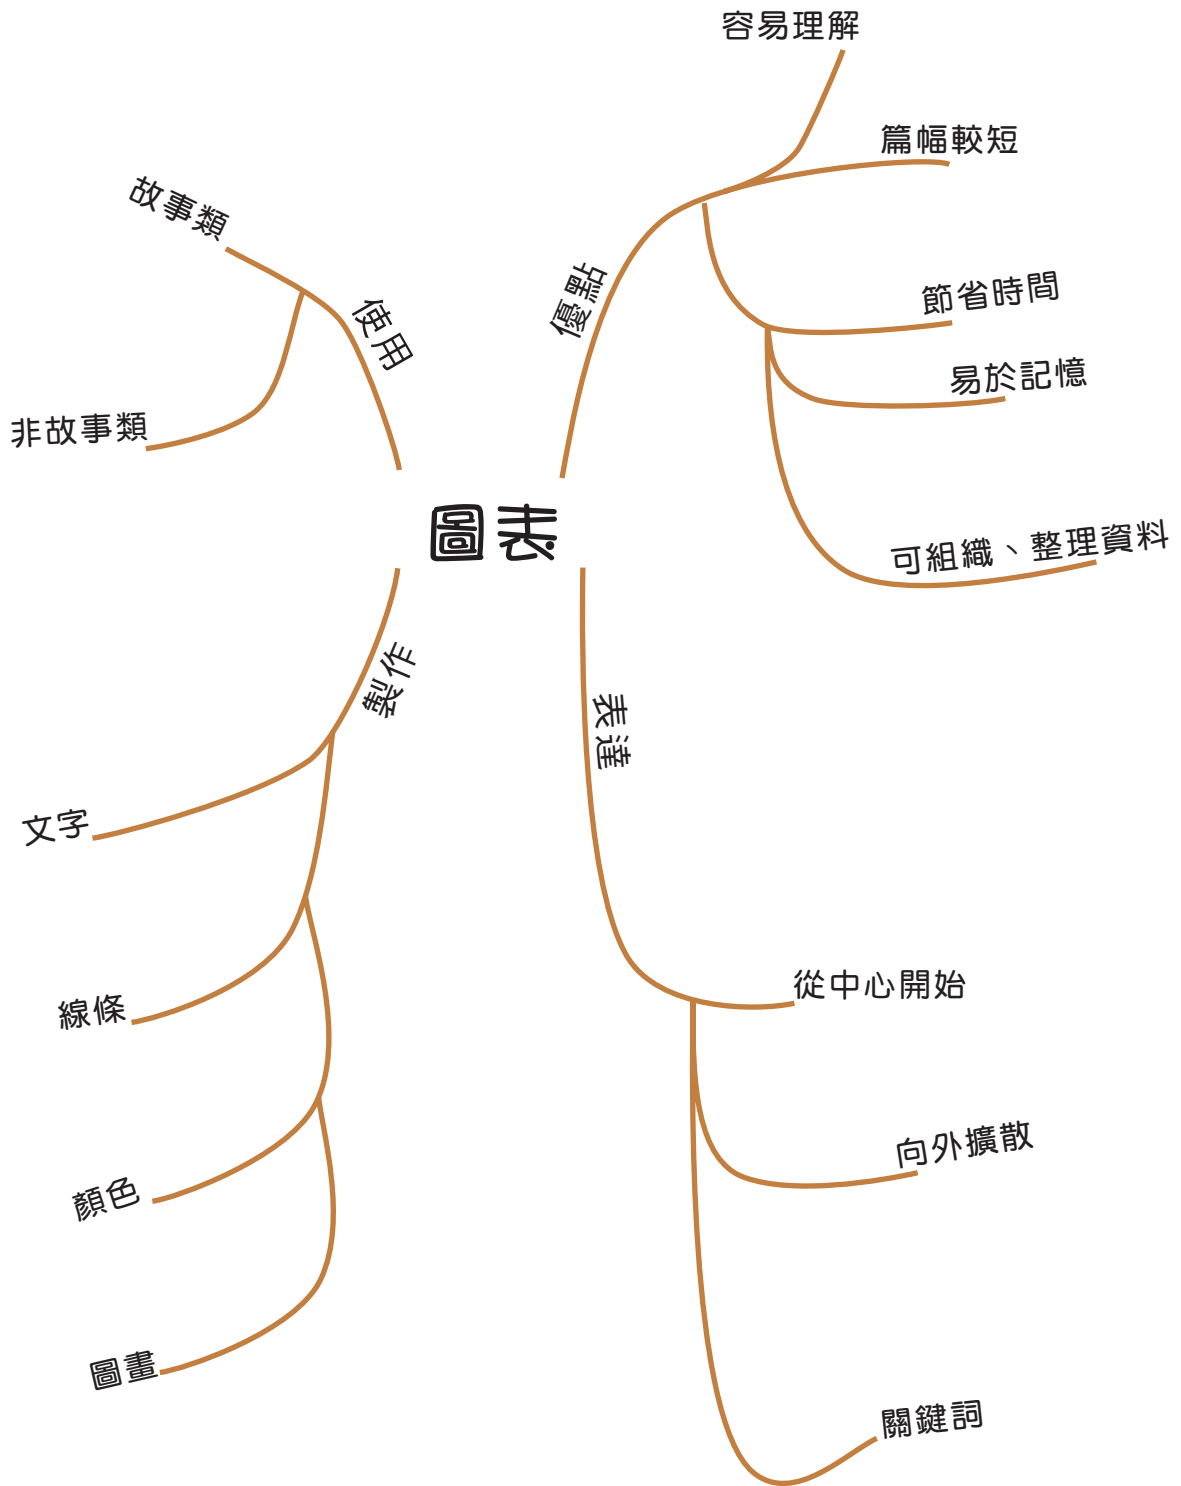 圖表
優點
容易理解
篇幅較短
節省時間
易於記憶
可組織、整理資料
表達
從中心開始
向外擴散
關鍵詞
製作
文字
線條
顏色
圖畫
使用
故事類
非故事類